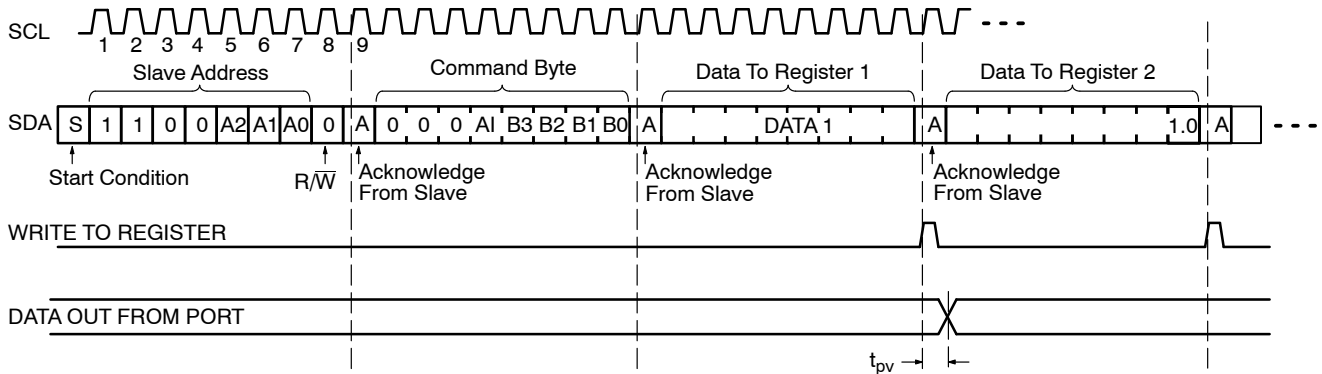 SCL
1 2 3 4 5 6 7 8 9
Slave Address Command Byte Data To Register 1 Data To Register 2
SDA S 1 1 0 0 A2 A1 A0 0 A 0 0 0 AI B3 B2 B1 B0 A DATA 1 A 1.0 A
Start Condition R/W̅ Acknowledge From Slave Acknowledge From Slave Acknowledge From Slave
WRITE TO REGISTER
DATA OUT FROM PORT
tpv